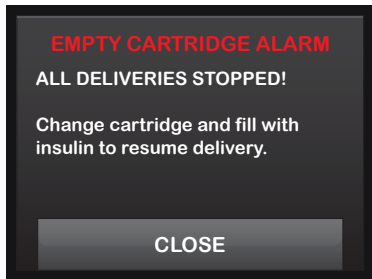 EMPTY CARTRIDGE ALARM
ALL DELIVERIES STOPPED!
Change cartridge and fill with
insulin to resume delivery.
CLOSE